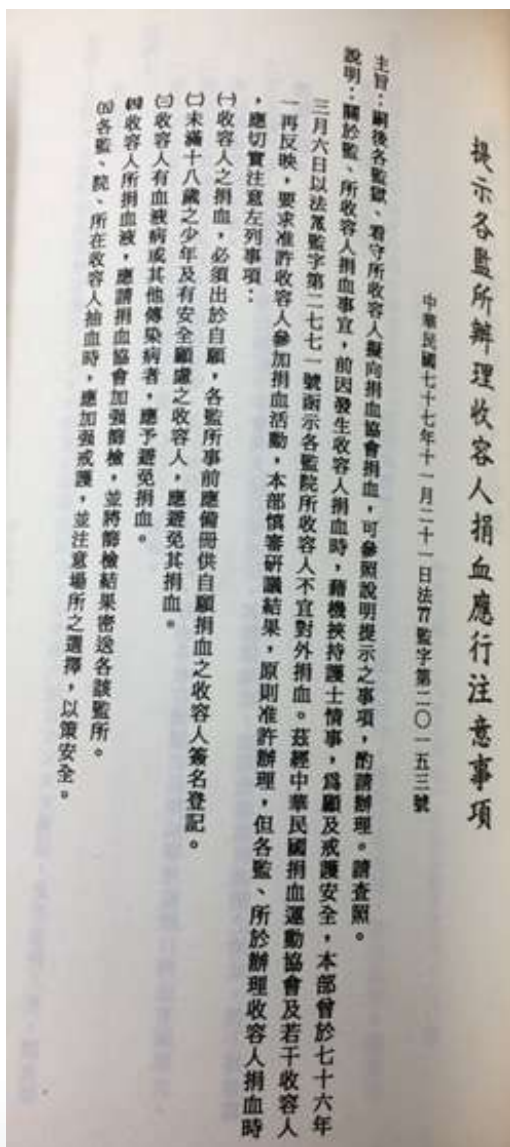 提示各監所辦理收容人捐血應行注意事項
中華民國七十七年十一月二十一日法77監字第二〇一五三號
主旨：嗣後各監獄、看守所收容人擬向捐血協會捐血，可參照說明提示之事項，酌請辦理。請查照。
說明：關於監、所收容人捐血事宜，前因發生收容人捐血時，藉機挾持護士情事，爲顧及戒護安全，本部曾於七十六年
三月六日以法76監字第二七七一號函示各監院所收容人不宜對外捐血。茲經中華民國捐血運動協會及若干收容人
一再反映，要求准許收容人參加捐血活動，本部慎審研議結果，原則准許辦理，但各監、所於辦理收容人捐血時
，應切實注意左列事項：
㈠收容人之捐血，必須出於自願，各監所事前應備冊供自願捐血之收容人簽名登記。
㈡未滿十八歲之少年及有安全顧慮之收容人，應避免其捐血。
㈢收容人有血液病或其他傳染病者，應予避免捐血。
㈣收容人所捐血液，應請捐血協會加强篩檢，並將篩檢結果密送各該監所。
㈤各監、院、所在收容人抽血時，應加强戒護，並注意場所之選擇，以策安全。